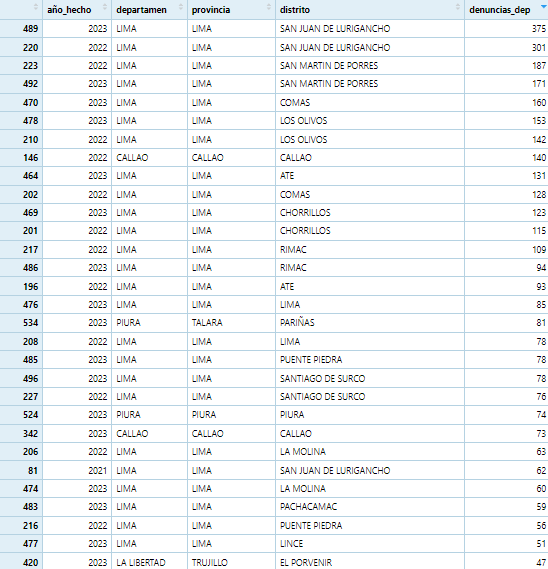 año_hecho departamen provincia distrito denuncias_dep
489 2023 LIMA LIMA SAN JUAN DE LURIGANCHO 375
220 2022 LIMA LIMA SAN JUAN DE LURIGANCHO 301
223 2022 LIMA LIMA SAN MARTIN DE PORRES 187
492 2023 LIMA LIMA SAN MARTIN DE PORRES 171
470 2023 LIMA LIMA COMAS 160
478 2023 LIMA LIMA LOS OLIVOS 153
210 2022 LIMA LIMA LOS OLIVOS 142
146 2022 CALLAO CALLAO CALLAO 140
464 2023 LIMA LIMA ATE 131
202 2022 LIMA LIMA COMAS 128
469 2023 LIMA LIMA CHORRILLOS 123
201 2022 LIMA LIMA CHORRILLOS 115
217 2022 LIMA LIMA RIMAC 109
486 2023 LIMA LIMA RIMAC 94
196 2022 LIMA LIMA ATE 93
476 2023 LIMA LIMA LIMA 85
534 2023 PIURA TALARA PARIÑAS 81
208 2022 LIMA LIMA LIMA 78
485 2023 LIMA LIMA PUENTE PIEDRA 78
496 2023 LIMA LIMA SANTIAGO DE SURCO 78
227 2022 LIMA LIMA SANTIAGO DE SURCO 76
524 2023 PIURA PIURA PIURA 74
342 2023 CALLAO CALLAO CALLAO 73
206 2022 LIMA LIMA LA MOLINA 63
81 2021 LIMA LIMA SAN JUAN DE LURIGANCHO 62
474 2023 LIMA LIMA LA MOLINA 60
483 2023 LIMA LIMA PACHACAMAC 59
216 2022 LIMA LIMA PUENTE PIEDRA 56
477 2023 LIMA LIMA LINCE 51
420 2023 LA LIBERTAD TRUJILLO EL PORVENIR 47